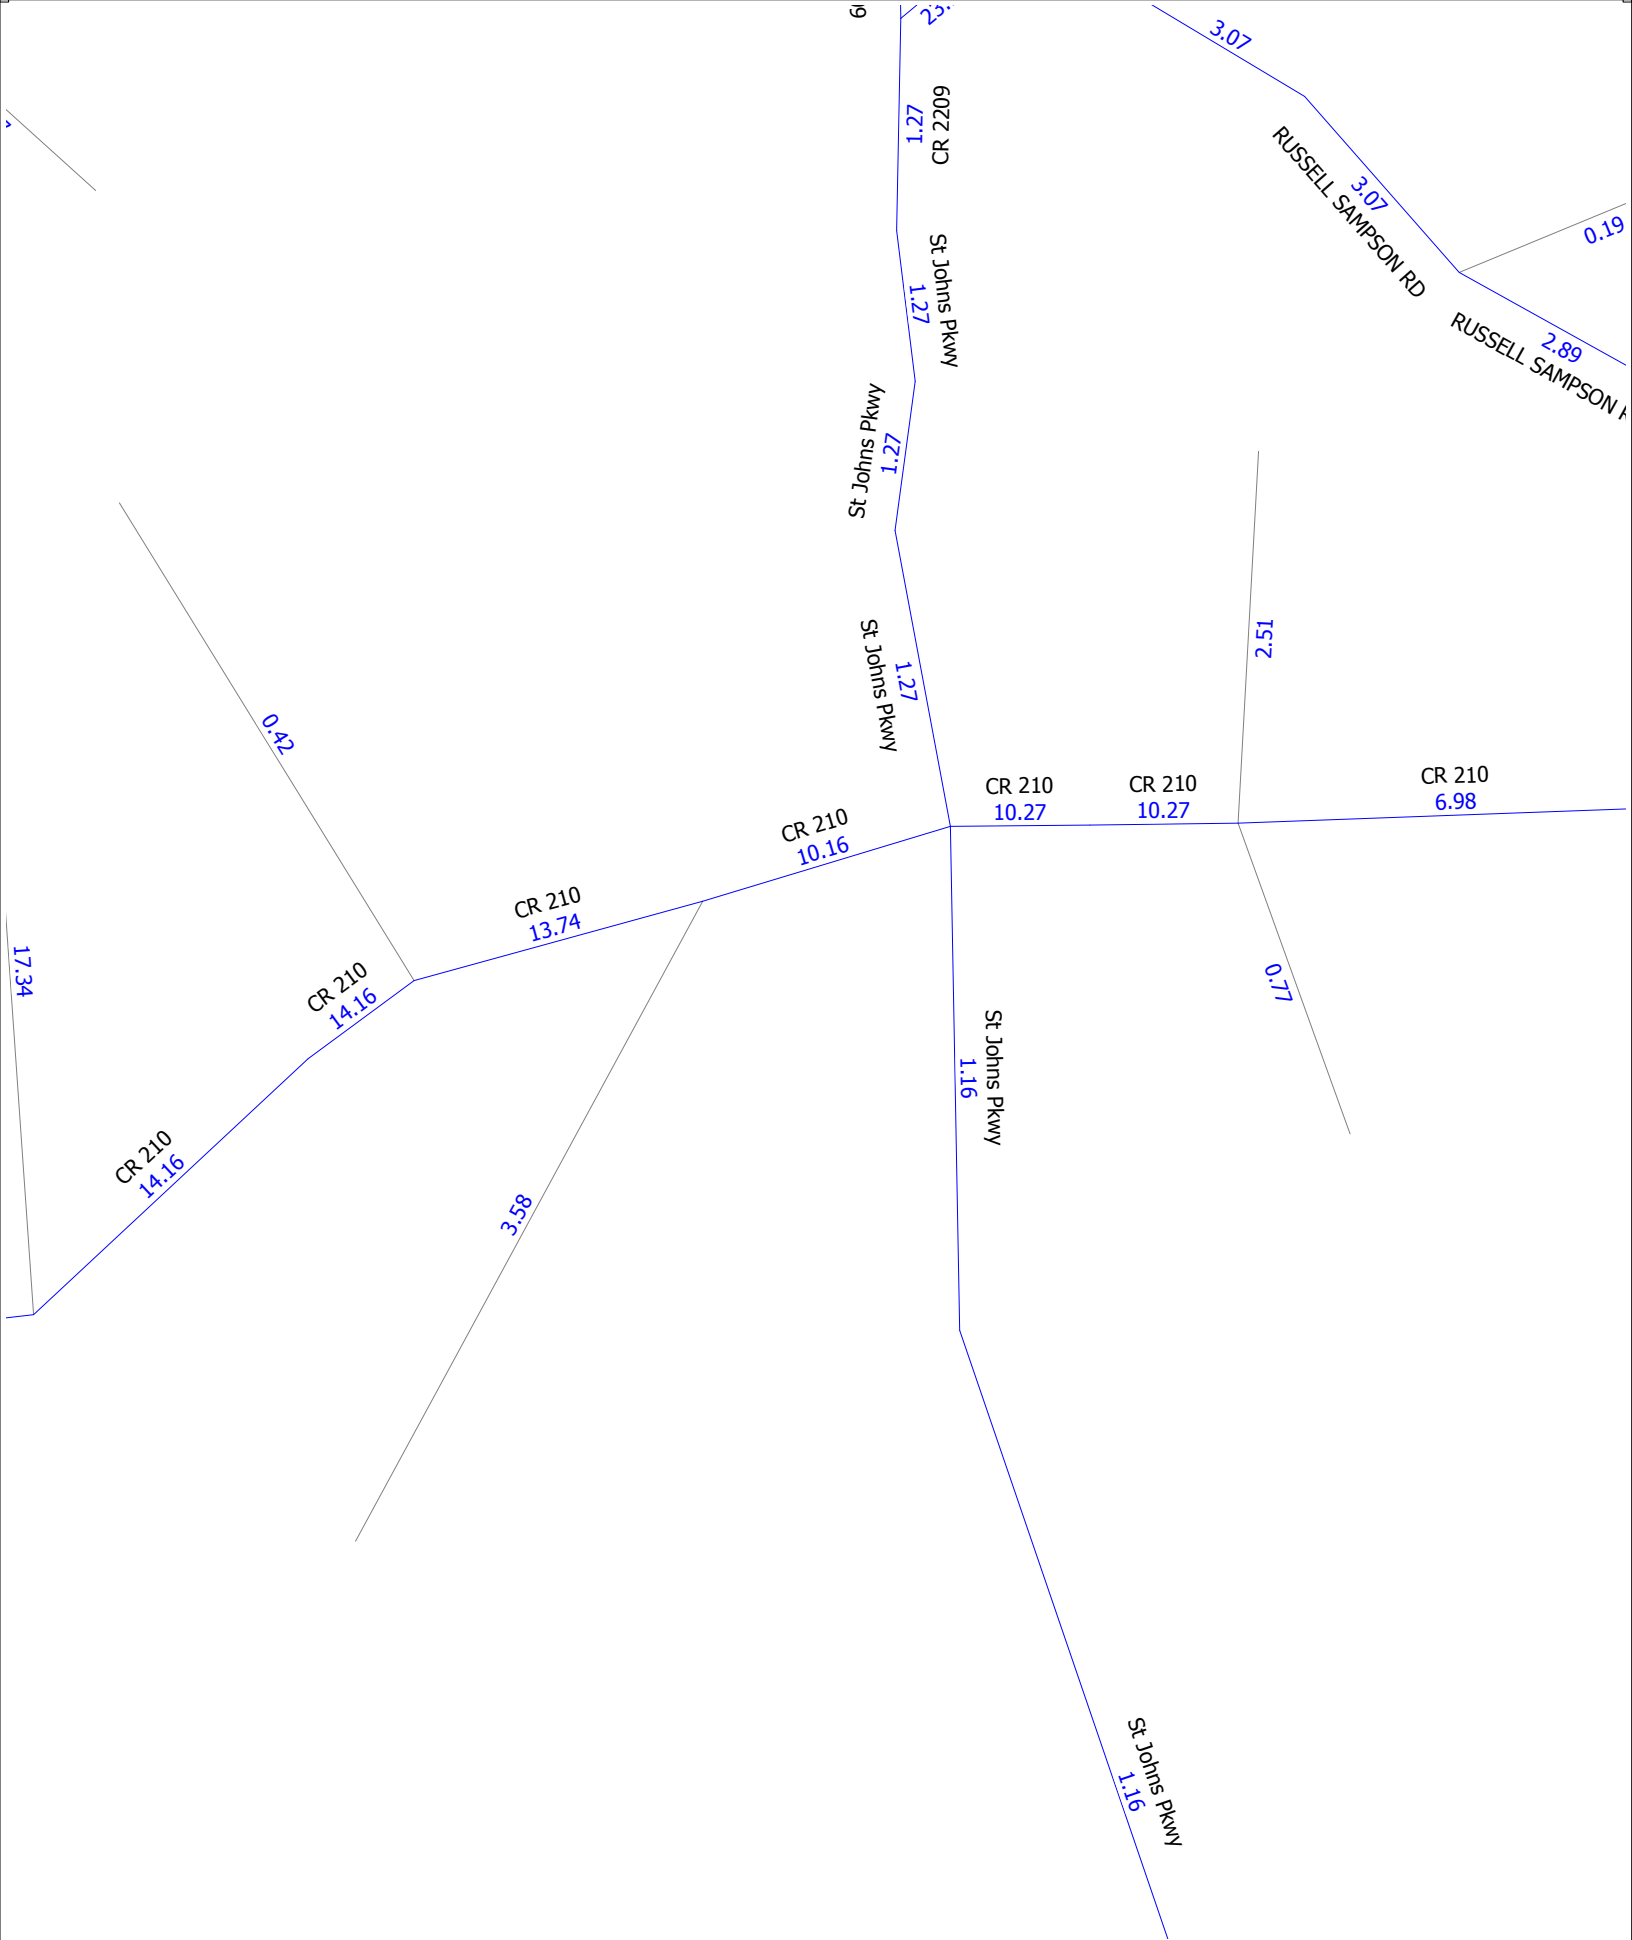 3.07
1.27
CR 2209
RUSSELL SAMPSON RD
3.07
0.19
St Johns Pkwy
1.27
RUSSELL SAMPSON
2.89
St Johns Pkwy
1.27
2.51
St Johns Pkwy
1.27
0.42
CR 210
10.27
CR 210
10.27
CR 210
6.98
CR 210
10.16
CR 210
13.74
17.34
CR 210
14.16
0.77
St Johns Pkwy
1.16
CR 210
14.16
3.58
St Johns Pkwy
1.16